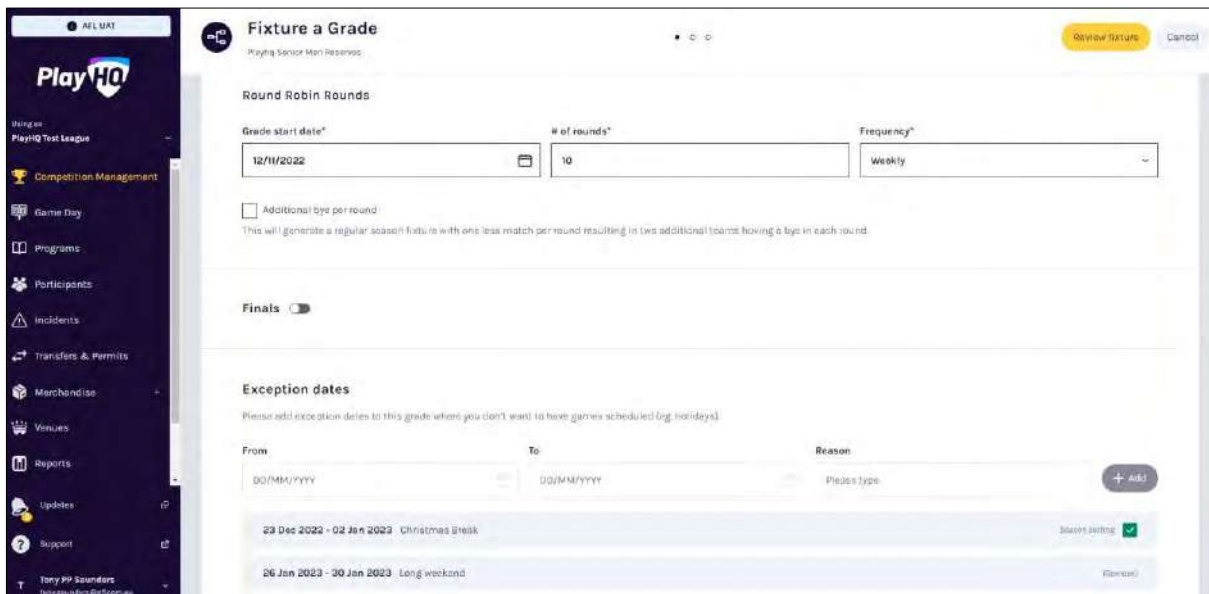 AFL UAT
PlayHQ
Using as
PlayHQ Test League
Competition Management
Game Day
Programs
Participants
Incidents
Transfers & Permits
Merchandise
Venues
Reports
Updates
Support
T
Tony PP Saunders
Fixture a Grade
PlayHQ Senior Men Reserves
Review fixture
Cancel
Round Robin Rounds
Grade start date* # of rounds* Frequency*
12/11/2022 10 Weekly
Additional bye per round
This will generate a regular season fixture with one less match per round resulting in two additional teams having a bye in each round.
Finals
Exception dates
Please add exception dates to this grade where you don't want to have games scheduled (eg. holidays).
From To Reason
DD/MM/YYYY DD/MM/YYYY Please type + Add
23 Dec 2022 - 02 Jan 2023 Christmas Break Season setting
26 Jan 2023 - 30 Jan 2023 Long weekend Remove